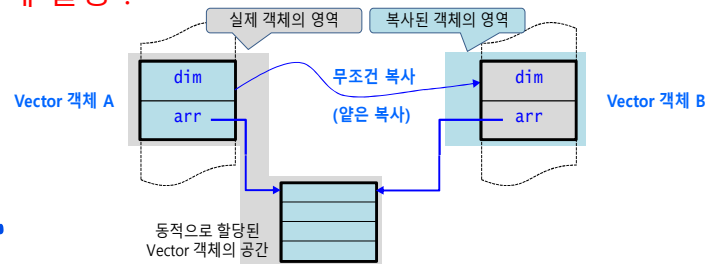 실제 객체의 영역
복사된 객체의 영역
Vector 객체 A
dim
arr
무조건 복사
(얕은 복사)
dim
arr
Vector 객체 B
동적으로 할당된
Vector 객체의 공간